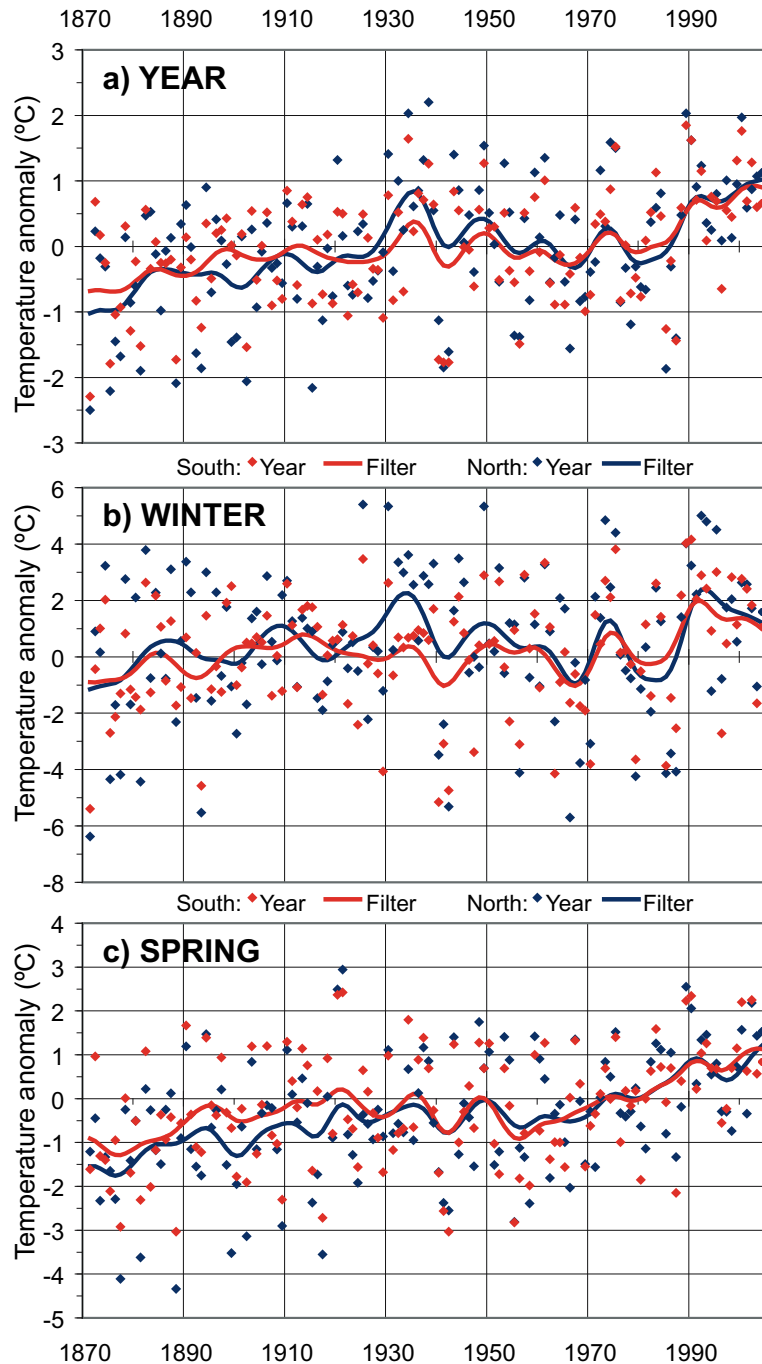 1870 1890 1910 1930 1950 1970 1990
a) YEAR
Temperature anomaly (ºC)
3
2
1
0
-1
-2
-3
South: Year Filter North: Year Filter
b) WINTER
Temperature anomaly (ºC)
6
4
2
0
-2
-4
-6
-8
South: Year Filter North: Year Filter
c) SPRING
Temperature anomaly (ºC)
4
3
2
1
0
-1
-2
-3
-4
-5
1870 1890 1910 1930 1950 1970 1990